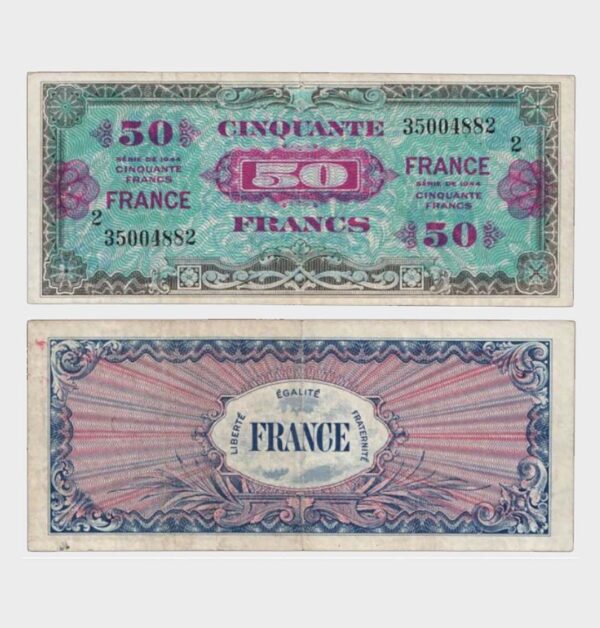 50
SÉRIE DE 1944
CINQUANTE
FRANCS
FRANCE
2
35004882
CINQUANTE
50
FRANCS
35004882
2
FRANCE
SÉRIE DE 1944
CINQUANTE
FRANCS
50
LIBERTÉ
ÉGALITÉ
FRATERNITÉ
FRANCE